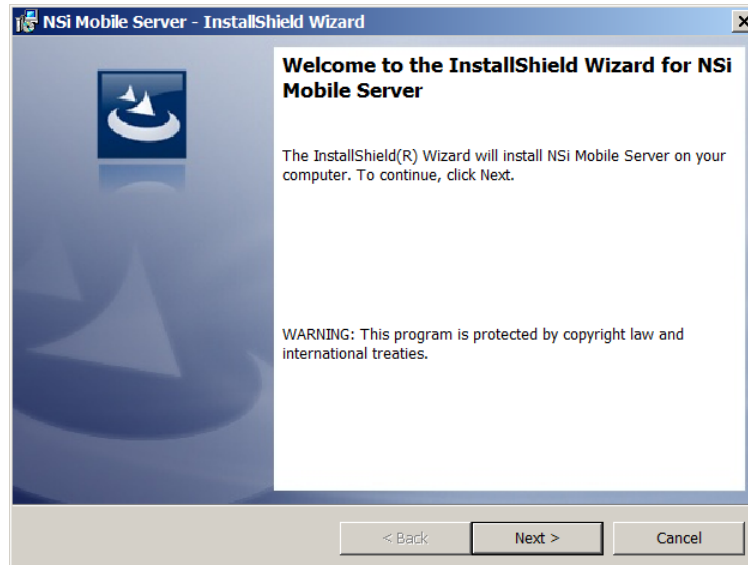 NSi Mobile Server - InstallShield Wizard
Welcome to the InstallShield Wizard for NSi
Mobile Server
The InstallShield(R) Wizard will install NSi Mobile Server on your
computer. To continue, click Next.
WARNING: This program is protected by copyright law and
international treaties.
< Back
Next >
Cancel